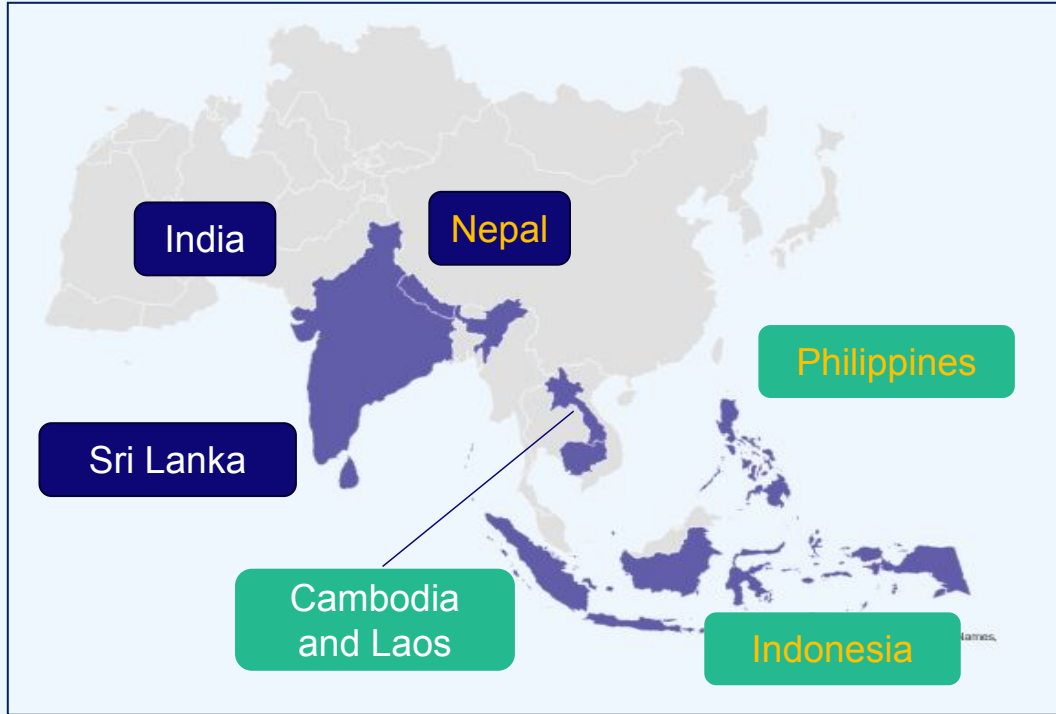 India
Nepal
Philippines
Sri Lanka
Cambodia
and Laos
Indonesia